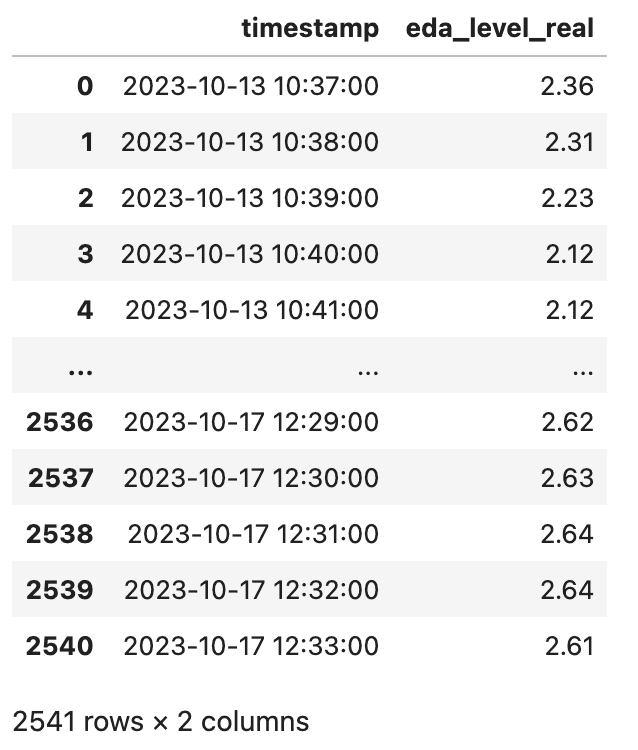 timestamp eda_level_real
0 2023-10-13 10:37:00 2.36
1 2023-10-13 10:38:00 2.31
2 2023-10-13 10:39:00 2.23
3 2023-10-13 10:40:00 2.12
4 2023-10-13 10:41:00 2.12
... ... ...
2536 2023-10-17 12:29:00 2.62
2537 2023-10-17 12:30:00 2.63
2538 2023-10-17 12:31:00 2.64
2539 2023-10-17 12:32:00 2.64
2540 2023-10-17 12:33:00 2.61
2541 rows × 2 columns